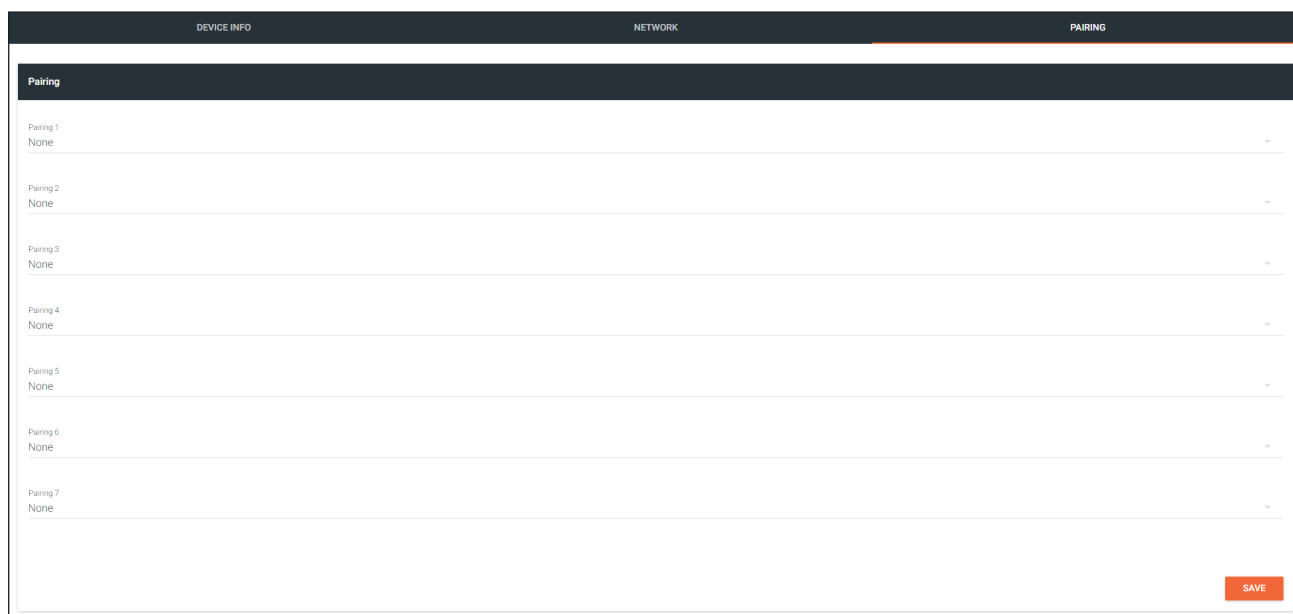 DEVICE INFO NETWORK PAIRING
Pairing
Pairing 1
None
Pairing 2
None
Pairing 3
None
Pairing 4
None
Pairing 5
None
Pairing 6
None
Pairing 7
None
SAVE